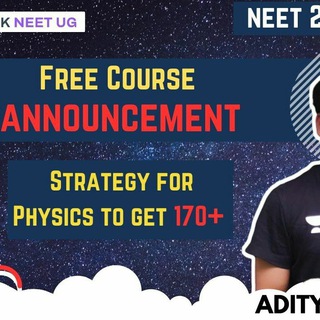 K NEET UG
NEET 2
FREE COURSE
ANNOUNCEMENT
STRATEGY FOR
PHYSICS TO GET 170+
ADITY